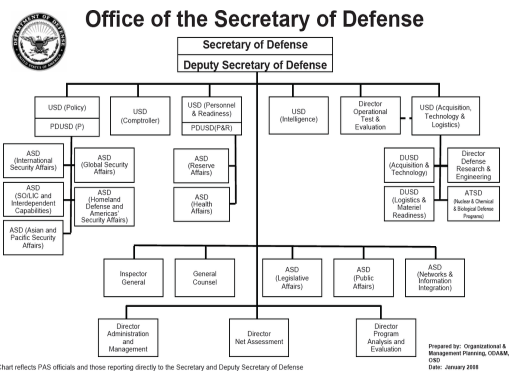 Office of the Secretary of Defense
Secretary of Defense
Deputy Secretary of Defense
USD (Policy)
PDUSD (P)
USD
(Comptroller)
USD (Personnel
& Readiness)
PDUSD(P&R)
USD
(Intelligence)
Director
Operational
Test &
Evaluation
USD (Acquisition,
Technology &
Logistics)
ASD
(International
Security Affairs)
ASD
(Global Security
Affairs)
ASD
(SO/LIC and
Interdependent
Capabilities)
ASD
(Homeland
Defense and
Americas'
Security Affairs)
ASD (Asian and
Pacific Security
Affairs)
ASD
(Reserve
Affairs)
ASD
(Health
Affairs)
DUSD
(Acquisition &
Technology)
Director
Defense
Research &
Engineering
DUSD
(Logistics &
Materiel
Readiness)
ATSD
(Nuclear & Chemical
& Biological Defense
Programs)
Inspector
General
General
Counsel
ASD
(Legislative
Affairs)
ASD
(Public
Affairs)
ASD
(Networks &
Information
Integration)
Director
Administration
and
Management
Director
Net Assessment
Director
Program
Analysis and
Evaluation
Prepared by: Organizational &
Management Planning, ODA&M,
OSD
Date: January 2008
Chart reflects PAS officials and those reporting directly to the Secretary and Deputy Secretary of Defense